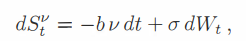 dS_t^ν = −b ν dt + σ dW_t ,